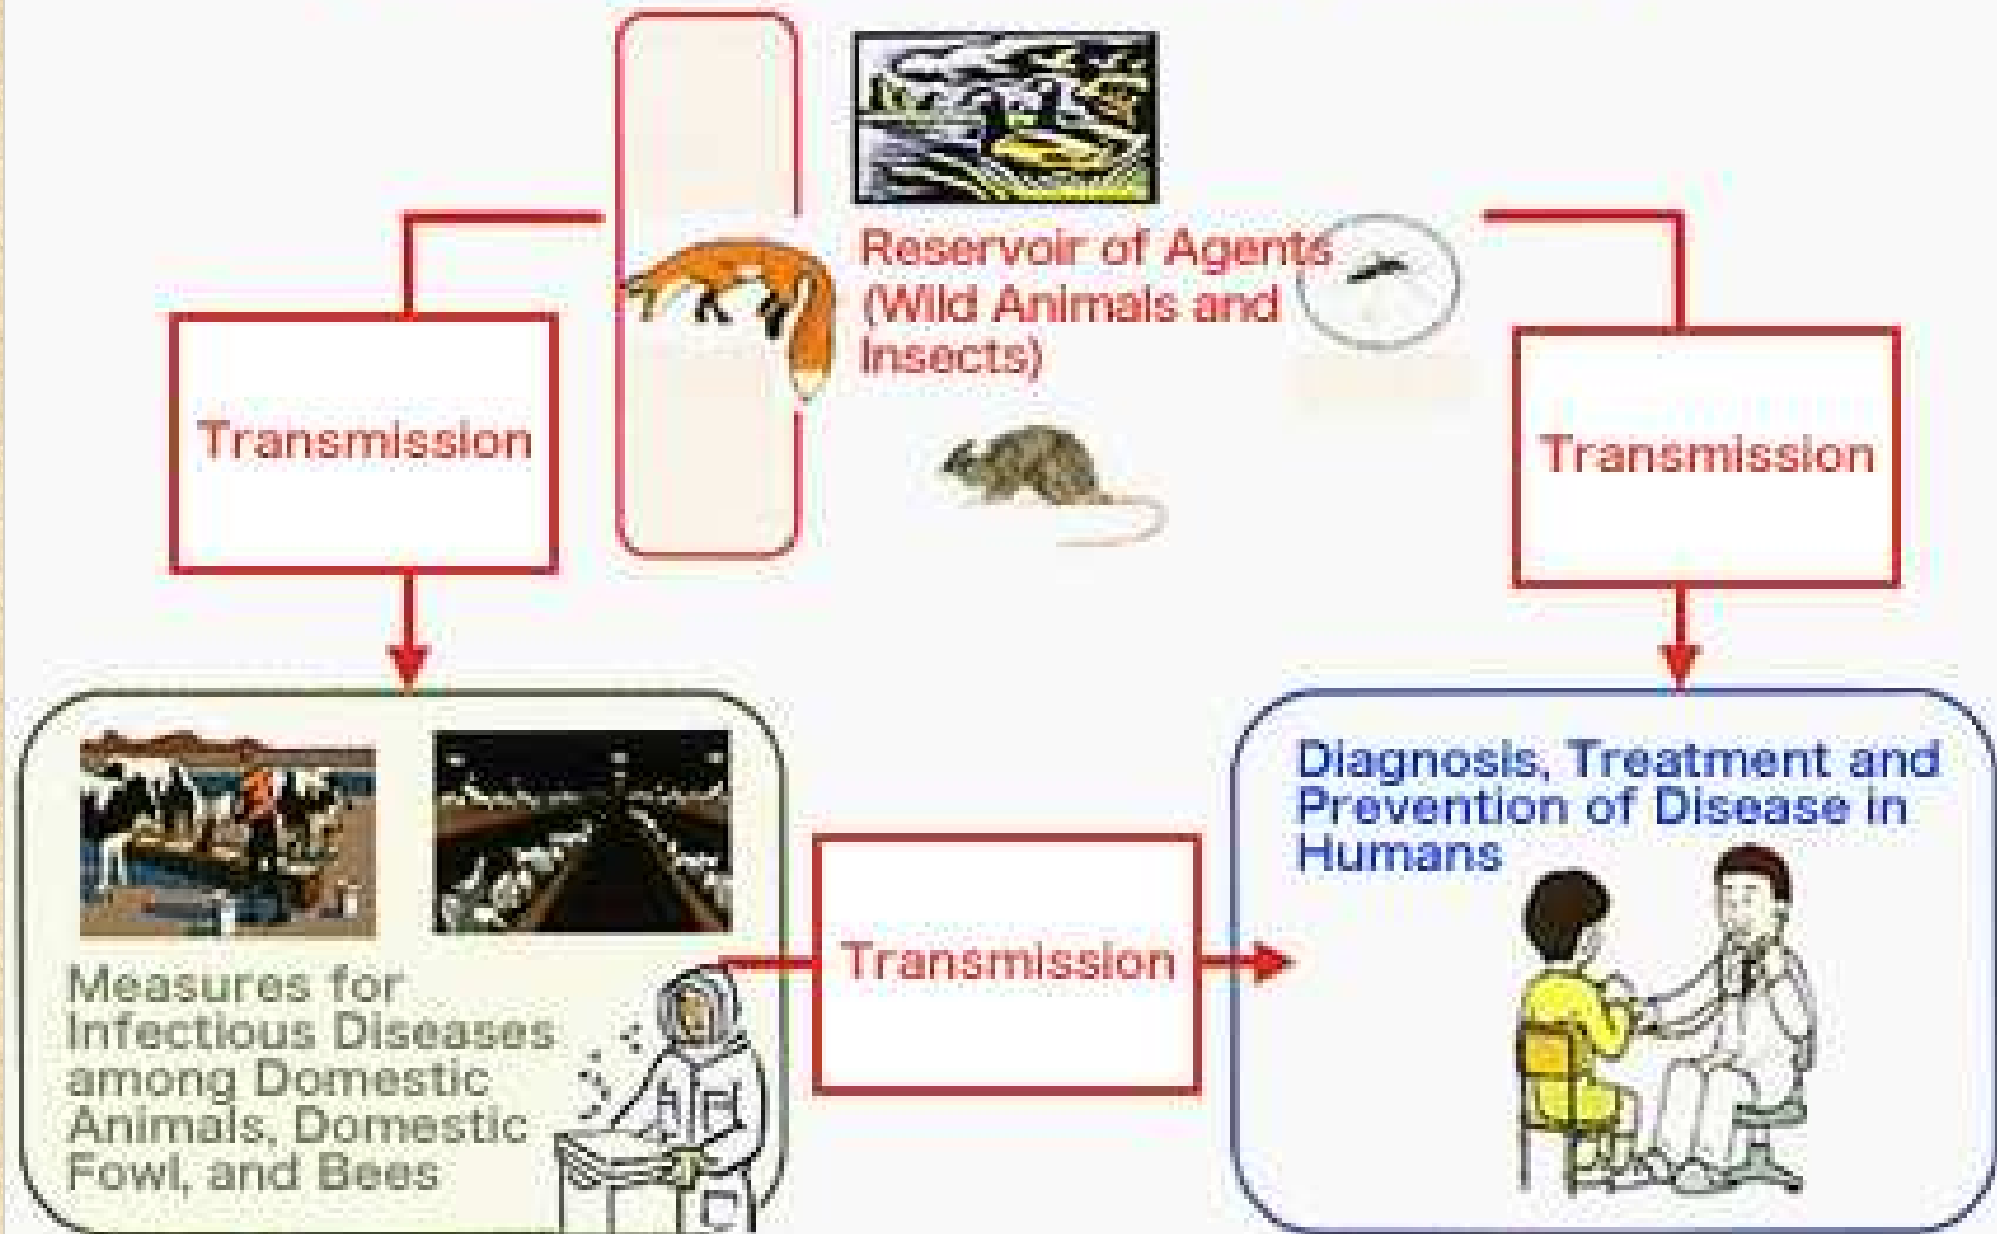 Reservoir of Agents
(Wild Animals and
Insects)
Transmission
Transmission
Diagnosis, Treatment and
Prevention of Disease in
Humans
Transmission
Measures for
Infectious Diseases
among Domestic
Animals, Domestic
Fowl, and Bees